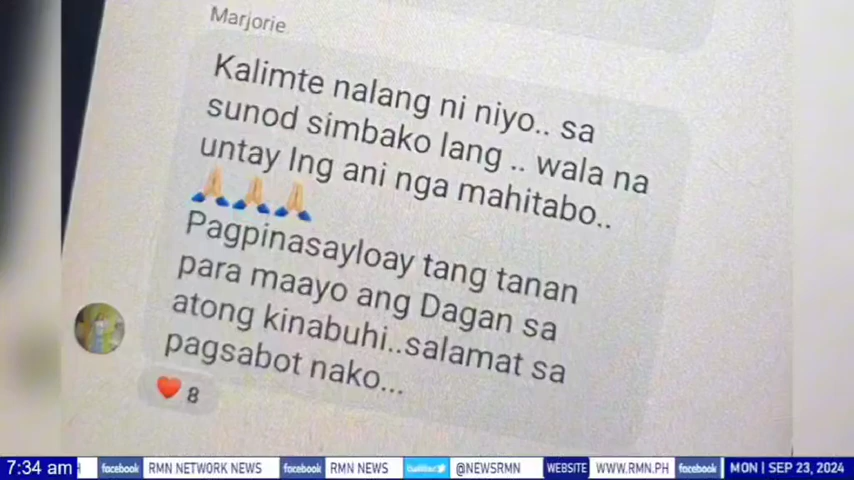 Marjorie
Kalimte nalang ni niyo.. sa
sunod simbako lang .. wala na
untay Ing ani nga mahitabo..
🙏🏻🙏🏻🙏🏻
Pagpinasayloay tang tanan
para maayo ang Dagan sa
atong kinabuhi..salamat sa
pagsabot nako...
❤️ 8
7:34 am H facebook RMN NETWORK NEWS facebook RMN NEWS twitter @NEWSRMN WEBSITE WWW.RMN.PH facebook MON | SEP 23, 2024